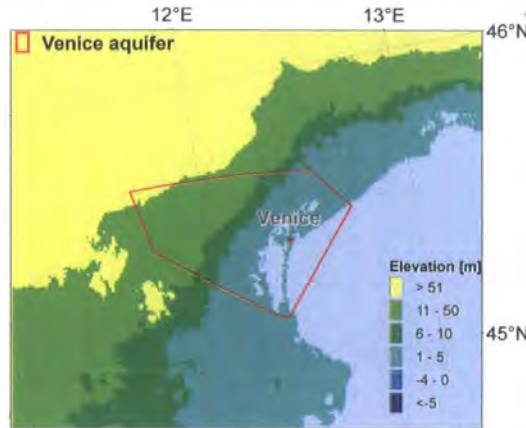 12°E
13°E
46°N
Venice aquifer
Venice
Elevation [m]
> 51
11 - 50
6 - 10
1 - 5
-4 - 0
<-5
45°N